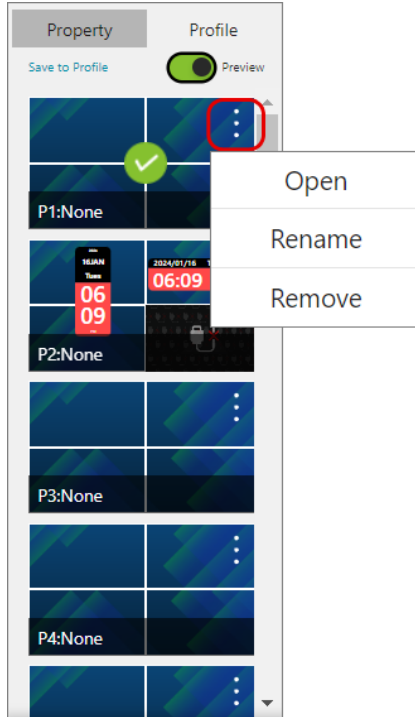 Property
Profile
Save to Profile
Preview
P1:None
Open
Rename
Remove
16JAN
Tues
06
09
2024/01/16
06:09
P2:None
P3:None
P4:None